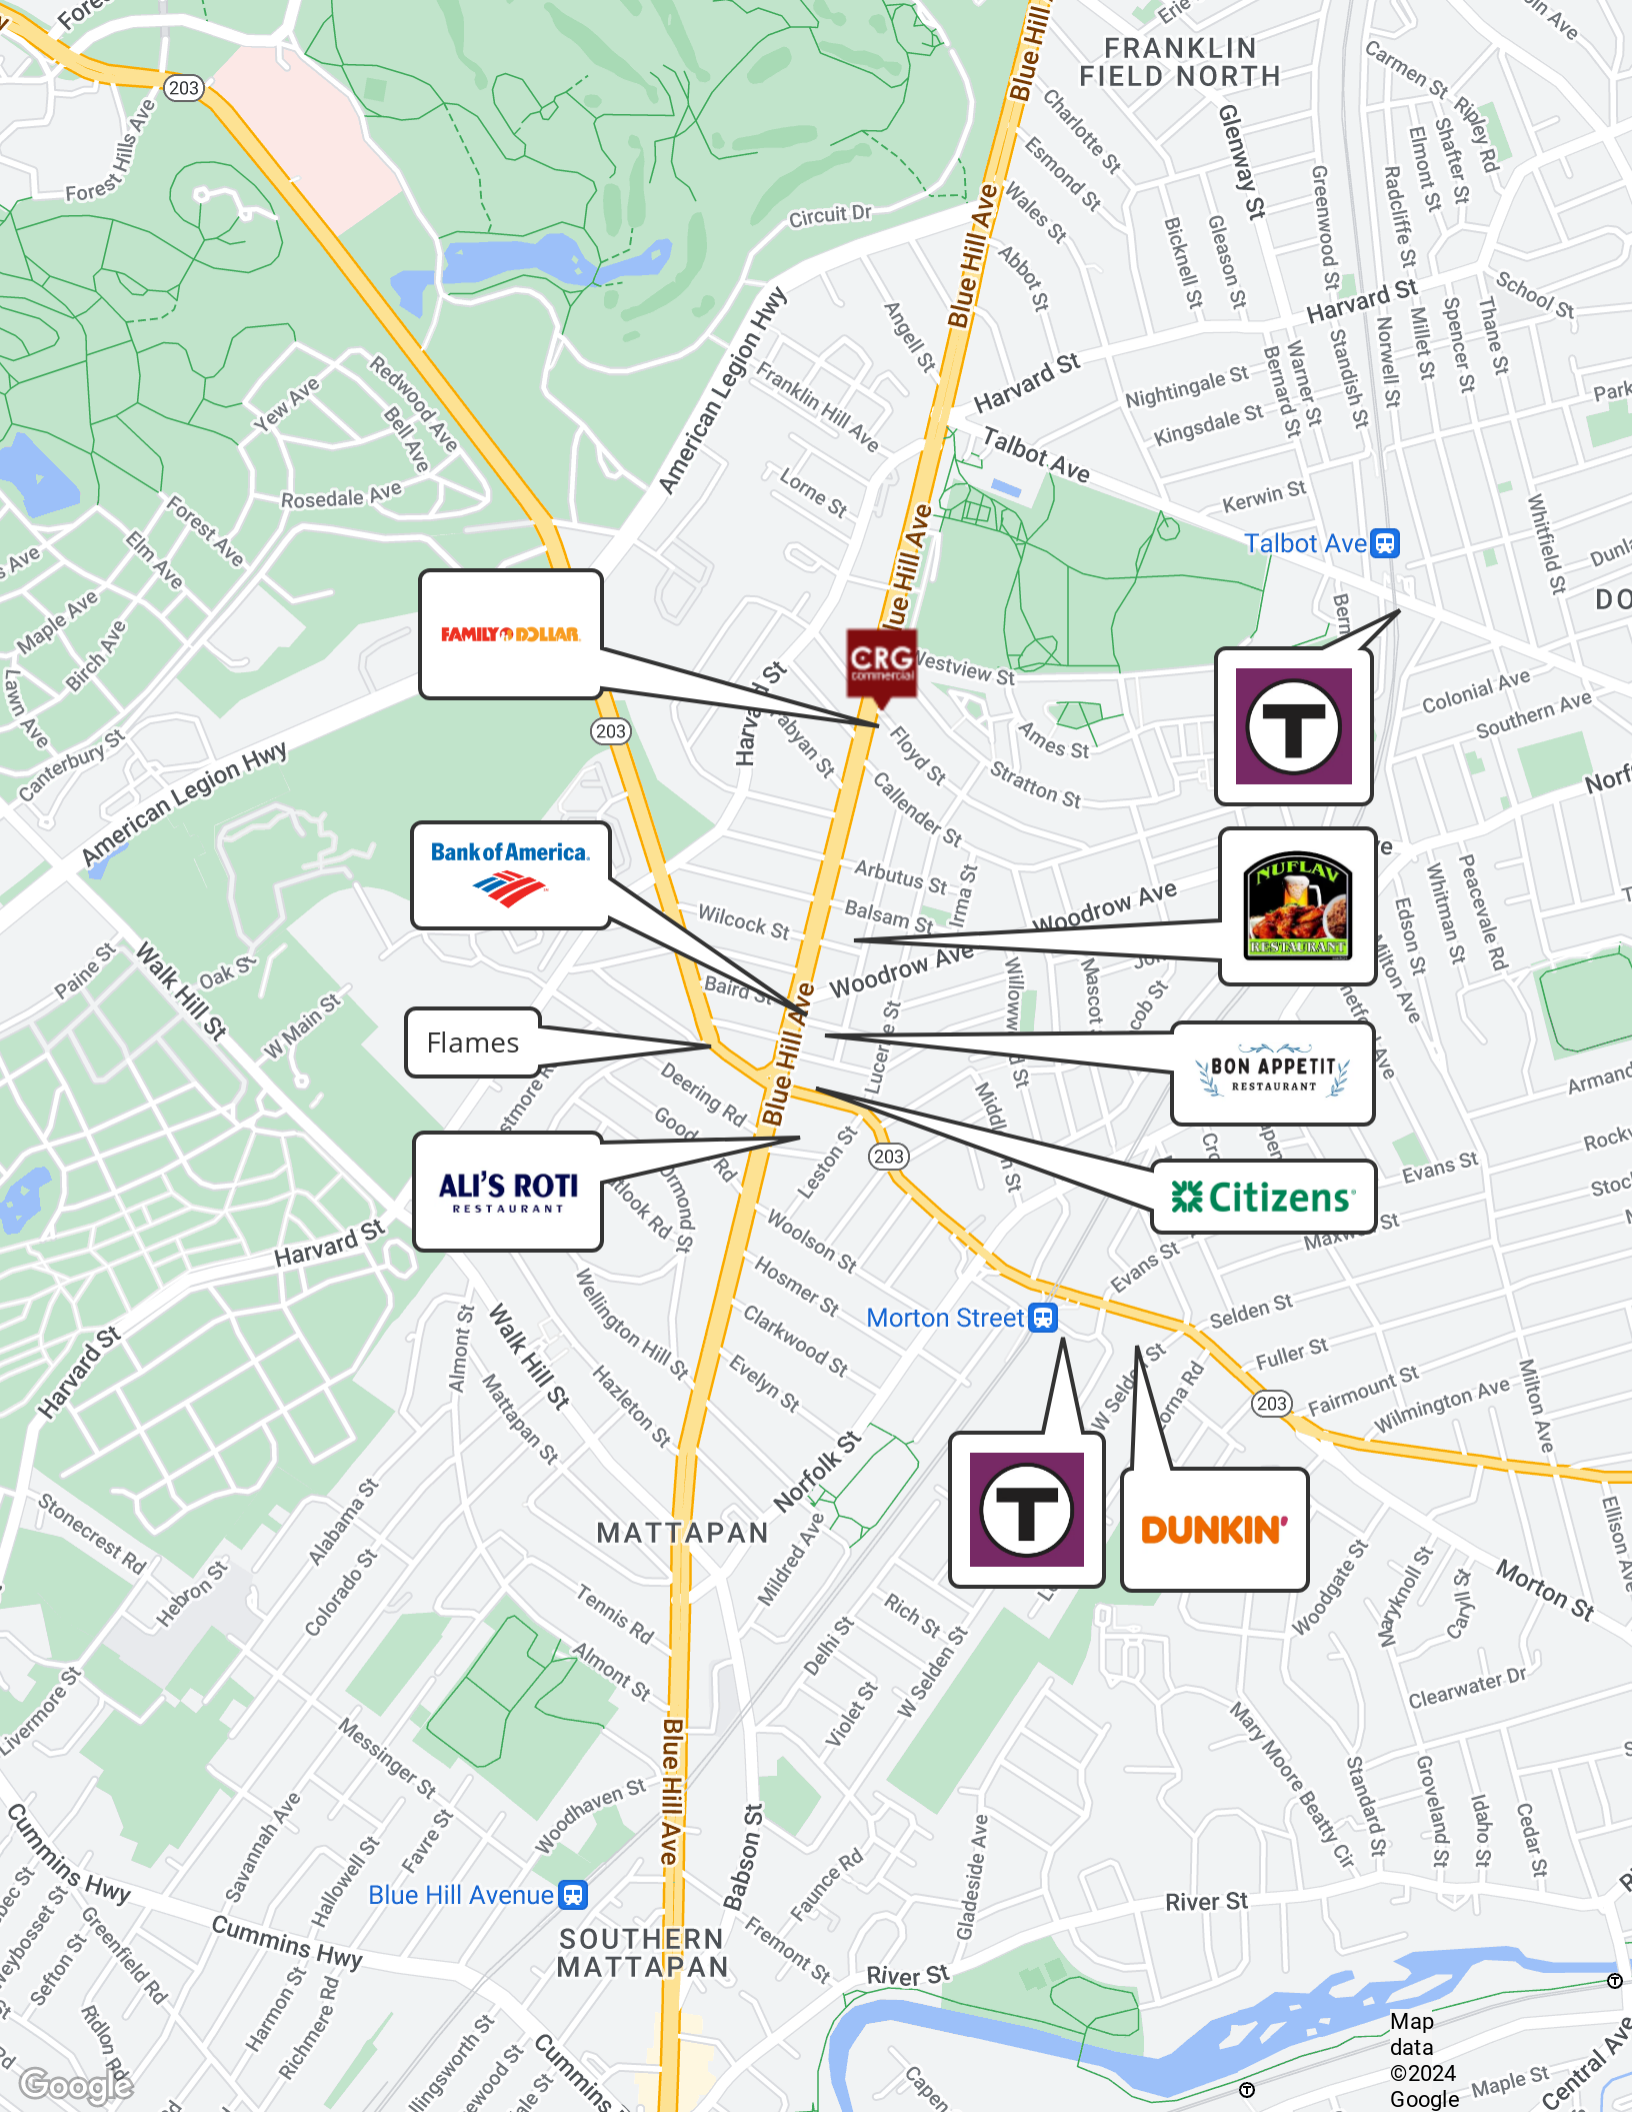 FRANKLIN
FIELD NORTH
203
Forest Hills Ave
Circuit Dr
Blue Hill Ave
Blue Hill Ave
Charlotte St
Esmond St
Wales St
Abbot St
Glenway St
Bicknell St
Gleason St
Greenwood St
Carmen St
Ripley Rd
Shafter St
Elmont St
Radcliffe St
Harvard St
School St
Thane St
Spencer St
Millet St
Norwell St
Standish St
Warner St
Bernard St
Angell St
Harvard St
Nightingale St
Kingsdale St
American Legion Hwy
Franklin Hill Ave
Talbot Ave
Kerwin St
Lorne St
Redwood Ave
Bell Ave
Yew Ave
Rosedale Ave
Forest Ave
Elm Ave
Maple Ave
Birch Ave
Lawn Ave
Canterbury St
Whitfield St
Talbot Ave
FAMILY DOLLAR
CRG
commercial
Westview St
Colonial Ave
Southern Ave
T
203
Harvard St
Floyd St
Ames St
Stratton St
Callender St
American Legion Hwy
Bank of America
Arbutus St
Balsam St
Irma St
Woodrow Ave
NUFLAV
RESTAURANT
Whitman St
Peacevale Rd
Edson St
Milton Ave
Wilcock St
Woodrow Ave
Baird St
Walk Hill St
Oak St
Paine St
W Main St
Flames
Blue Hill Ave
Lucerne St
BON APPETIT
RESTAURANT
Deering Rd
Leston St
203
ALI'S ROTI
RESTAURANT
Ormond St
Citizens
Evans St
Evans St
Harvard St
Woolson St
Hosmer St
Clarkwood St
Evelyn St
Wellington Hill St
Hazleton St
Morton Street
Selden St
Fuller St
Fairmount St
Wilmington Ave
Milton Ave
203
Harvard St
Almont St
Walk Hill St
Mattapan St
Norfolk St
T
DUNKIN'
MATTAPAN
Stonecrest Rd
Alabama St
Colorado St
Hebron St
Mildred Ave
Tennis Rd
Almont St
Rich St
Delhi St
W Selden St
Violet St
Woodgate St
Maryknoll St
Caryll St
Morton St
Clearwater Dr
Livermore St
Messinger St
Blue Hill Ave
Mary Moore Beatty Cir
Standard St
Groveland St
Idaho St
Cedar St
Woodhaven St
Favre St
Savannah Ave
Hallowell St
Babson St
Faunce Rd
Gladeside Ave
Cummins Hwy
Blue Hill Avenue
River St
Cummins Hwy
SOUTHERN
MATTAPAN
Fremont St
River St
Greenfield Rd
Sefton St
Harmon St
Richmere Rd
Ridlon Rd
Map
data
©2024
Google
Maple St
Central Ave
Google